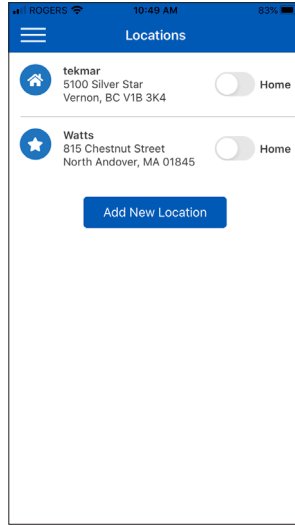 ROGERS 10:49 AM 83%
Locations
tekmar
5100 Silver Star
Vernon, BC V1B 3K4
Home
Watts
815 Chestnut Street
North Andover, MA 01845
Home
Add New Location